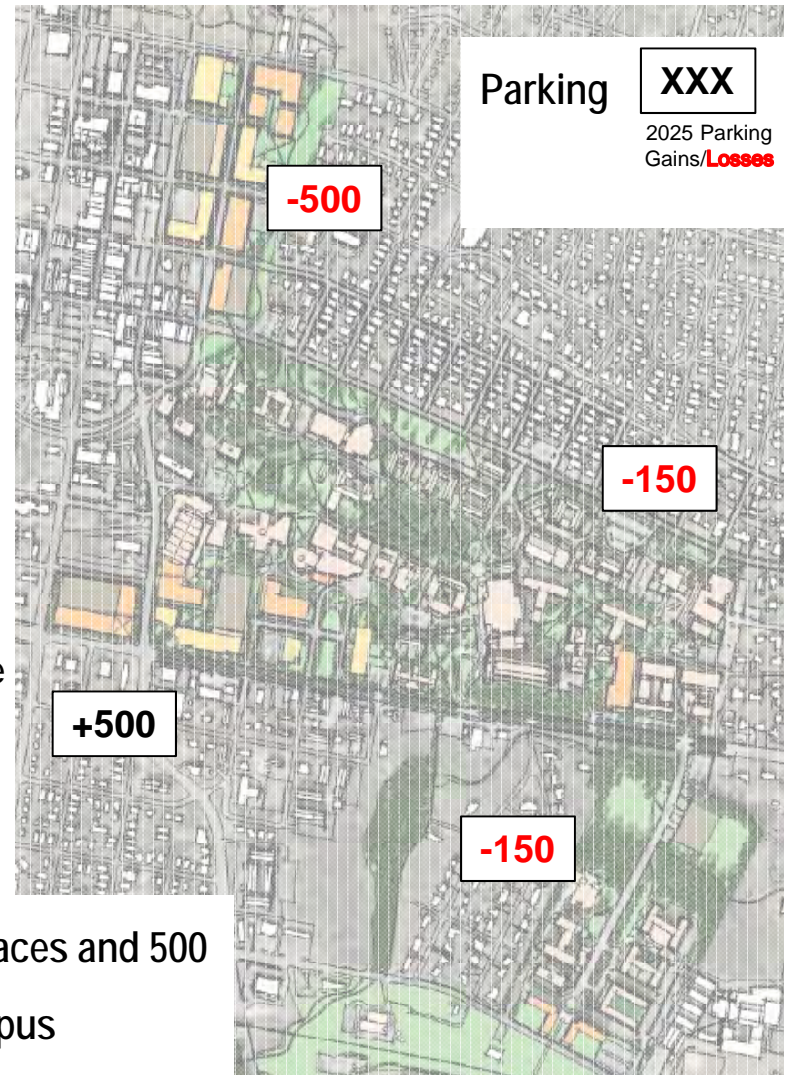 Parking XXX
2025 Parking
Gains/Losses
-500
-150
e
+500
-150
aces and 500
pus